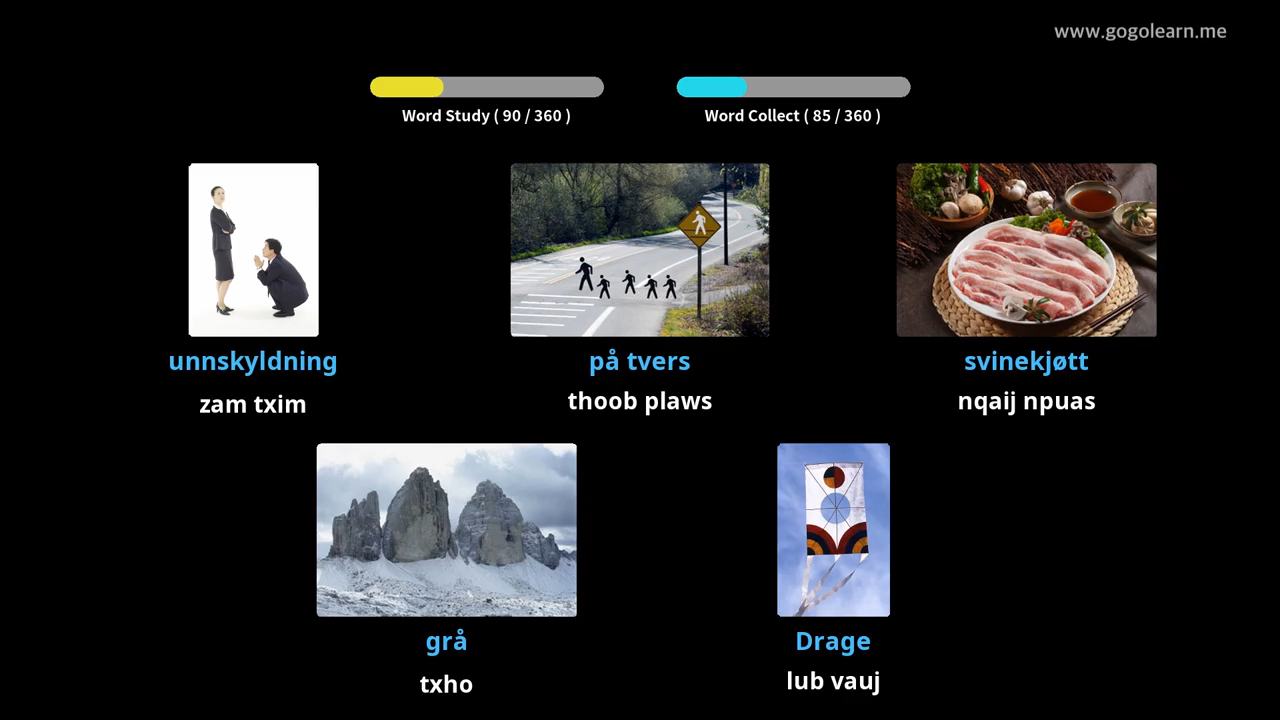 www.gogolearn.me
Word Study ( 90 / 360 )
Word Collect ( 85 / 360 )
unnskyldning
zam txim
på tvers
thoob plaws
svinekjøtt
nqaij npuas
grå
txho
Drage
lub vauj